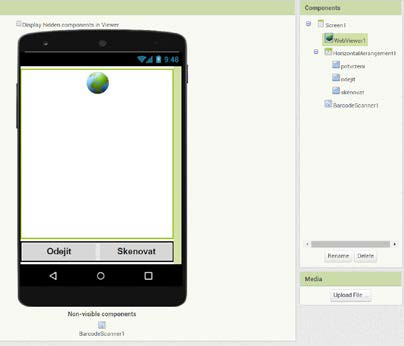 Components
Display hidden components in Viewer
Screen1
WebViewer1
HorizontalArrangement1
potvrzeni
odejit
skenovat
BarcodeScanner1
9:48
Odejít
Skenovat
Rename
Delete
Media
Upload File ...
Non-visible components
BarcodeScanner1